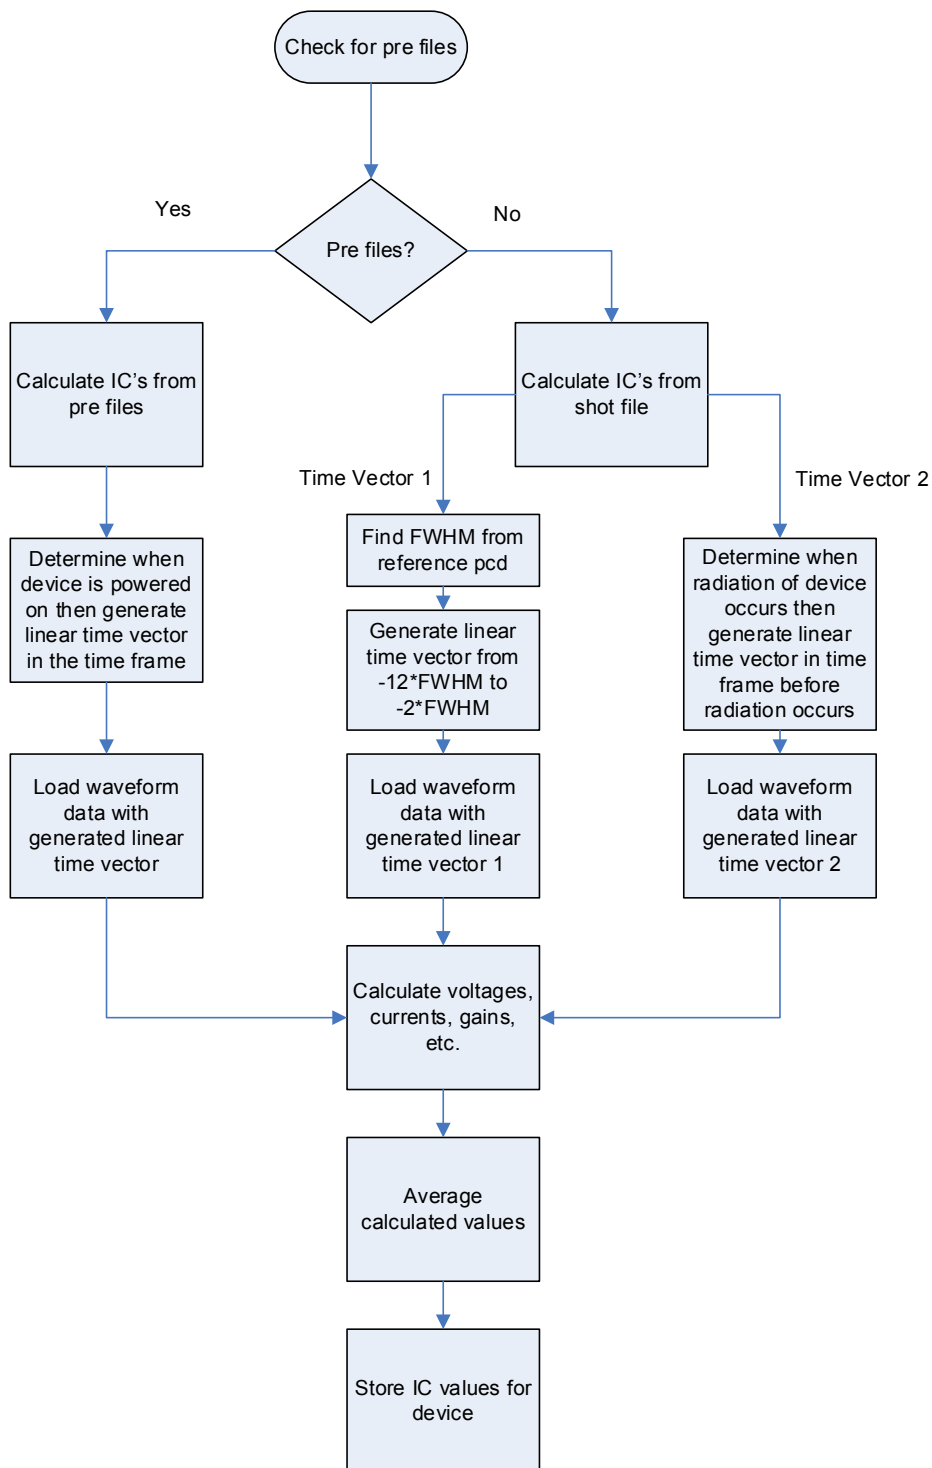 Check for pre files
Yes
No
Pre files?
Calculate IC’s from
pre files
Calculate IC’s from
shot file
Time Vector 1
Time Vector 2
Determine when
device is powered
on then generate
linear time vector
in the time frame
Find FWHM from
reference pcd
Generate linear
time vector from
-12*FWHM to
-2*FWHM
Determine when
radiation of device
occurs then
generate linear
time vector in time
frame before
radiation occurs
Load waveform
data with
generated linear
time vector
Load waveform
data with
generated linear
time vector 1
Load waveform
data with
generated linear
time vector 2
Calculate voltages,
currents, gains,
etc.
Average
calculated values
Store IC values for
device